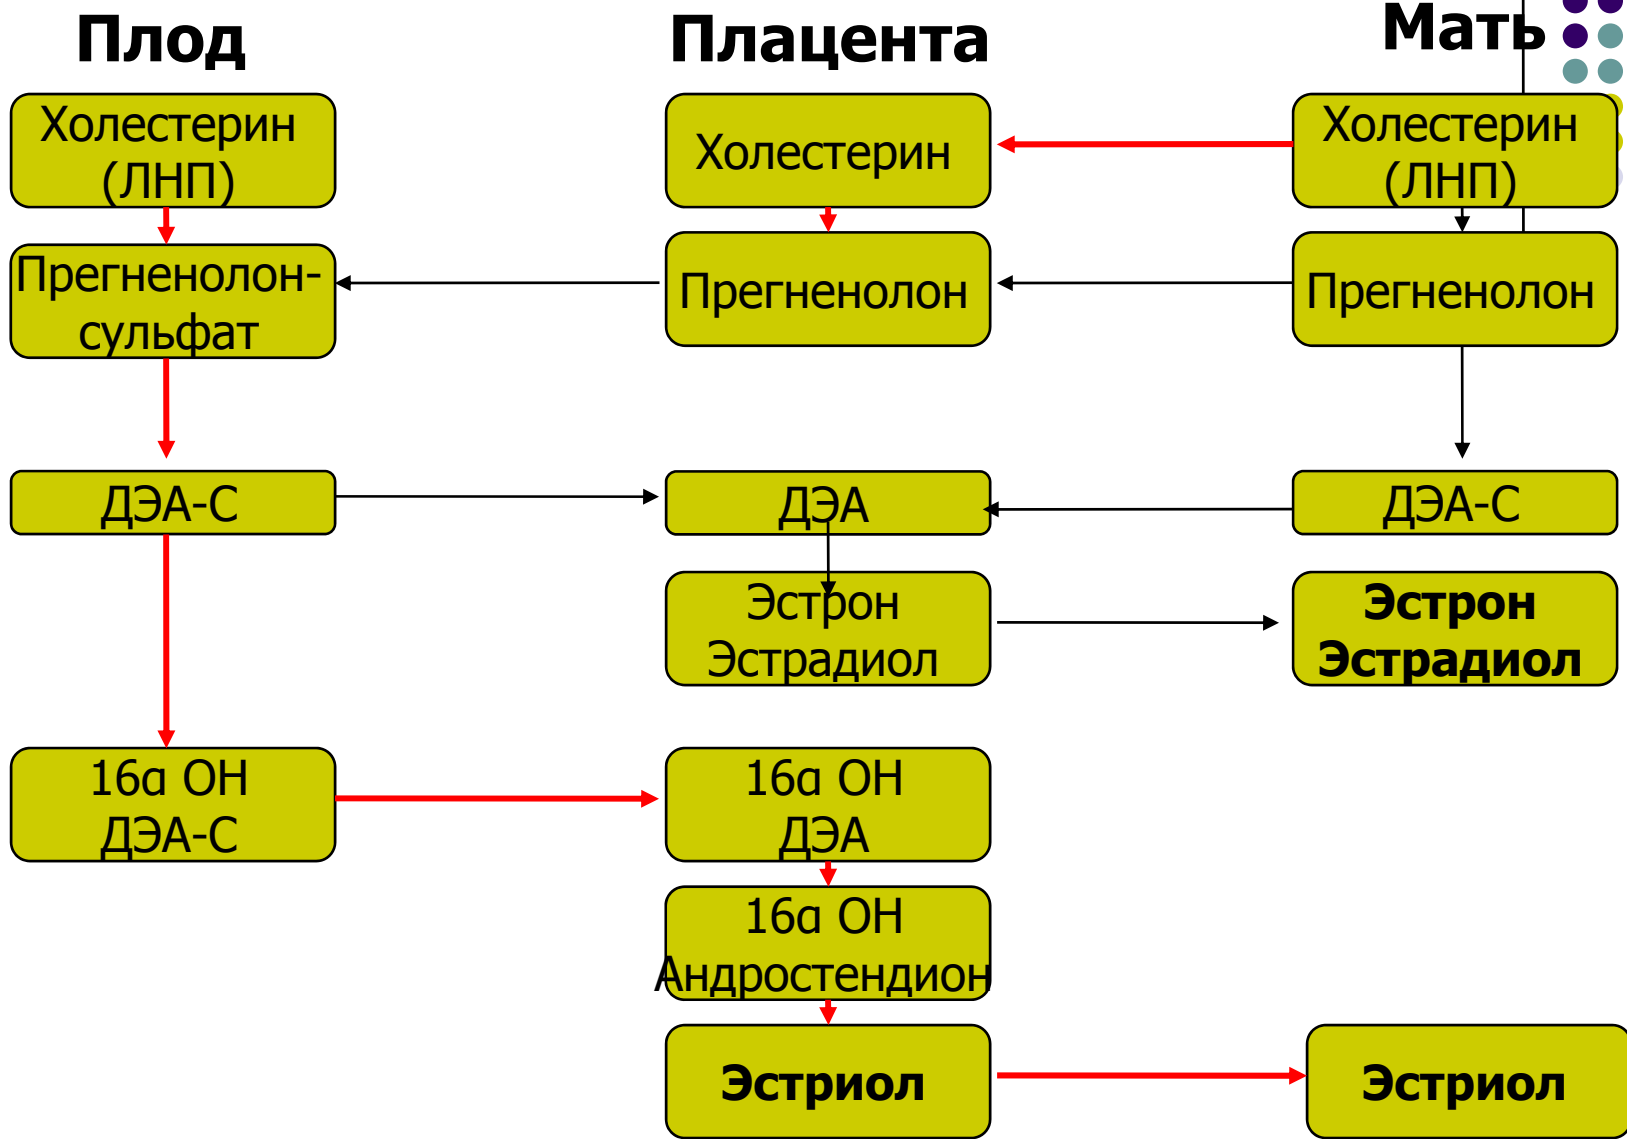 Плод
Плацента
Мать
Холестерин
(ЛНП)
Холестерин
Холестерин
(ЛНП)
Прегненолон-
сульфат
Прегненолон
Прегненолон
ДЭА-С
ДЭА
ДЭА-С
Эстрон
Эстрадиол
Эстрон
Эстрадиол
16α ОН
ДЭА-С
16α ОН
ДЭА
16α ОН
Андростендион
Эстриол
Эстриол